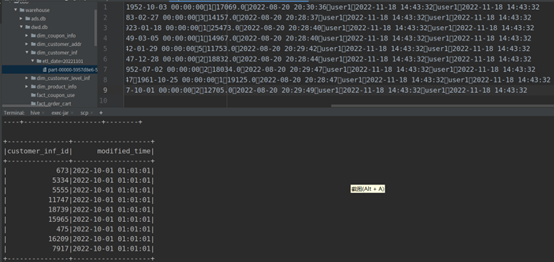 warehouse
ads.db
dwd.db
dim_coupon_info
dim_customer_addr
dim_customer_inf
etl_date=20221101
dim_customer_level_inf
dim_product_info
fact_coupon_use
fact_order_cart
1952-10-03 00:00:00 17069.0 2022-08-20 20:30:36 user1 2022-11-18 14:43:32 user1 2022-11-18 14:43:32
83-02-27 00:00:00 3 14157.0 2022-08-20 20:28:37 user1 2022-11-18 14:43:32 user1 2022-11-18 14:43:32
323-01-18 00:00:00 1 25473.0 2022-08-20 20:28:40 user1 2022-11-18 14:43:32 user1 2022-11-18 14:43:32
49-03-05 00:00:00 1 14967.0 2022-08-20 20:28:40 user1 2022-11-18 14:43:32 user1 2022-11-18 14:43:32
42-01-29 00:00:00 5 11753.0 2022-08-20 20:29:42 user1 2022-11-18 14:43:32 user1 2022-11-18 14:43:32
47-12-28 00:00:00 2 18832.0 2022-08-20 20:28:44 user1 2022-11-18 14:43:32 user1 2022-11-18 14:43:32
952-07-02 00:00:00 2 18034.0 2022-08-20 20:29:47 user1 2022-11-18 14:43:32 user1 2022-11-18 14:43:32
1961-10-25 00:00:00 1 19125.0 2022-08-20 20:28:47 user1 2022-11-18 14:43:32 user1 2022-11-18 14:43:32
7-10-01 00:00:00 2 12705.0 2022-08-20 20:29:49 user1 2022-11-18 14:43:32 user1 2022-11-18 14:43:32
Terminal: hive × exec jar × scp × + 
|customer_inf_id| modified_time|
| 673|2022-10-01 01:01:01|
| 5334|2022-10-01 01:01:01|
| 5555|2022-10-01 01:01:01|
| 11747|2022-10-01 01:01:01|
| 18739|2022-10-01 01:01:01|
| 15965|2022-10-01 01:01:01|
| 475|2022-10-01 01:01:01|
| 16209|2022-10-01 01:01:01|
| 7917|2022-10-01 01:01:01|
截图(Alt + A)